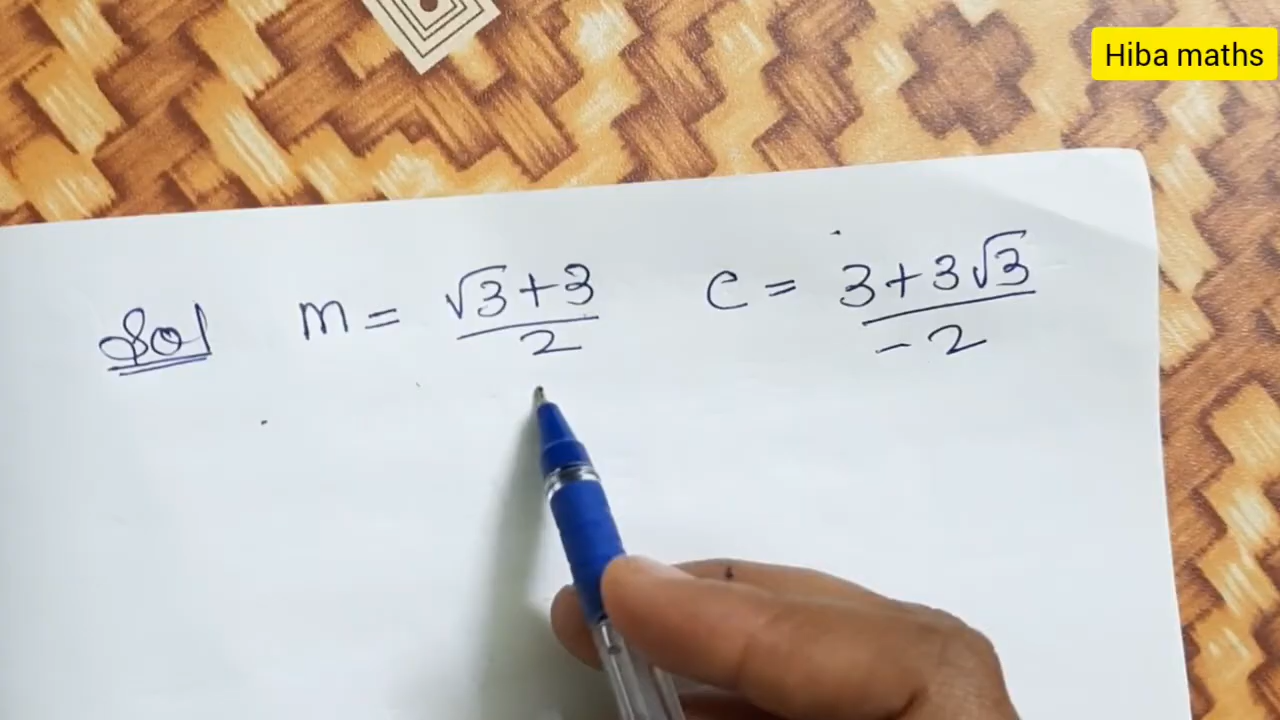 Hiba maths
Sol m = √3+3/2 c = 3+3√3/-2